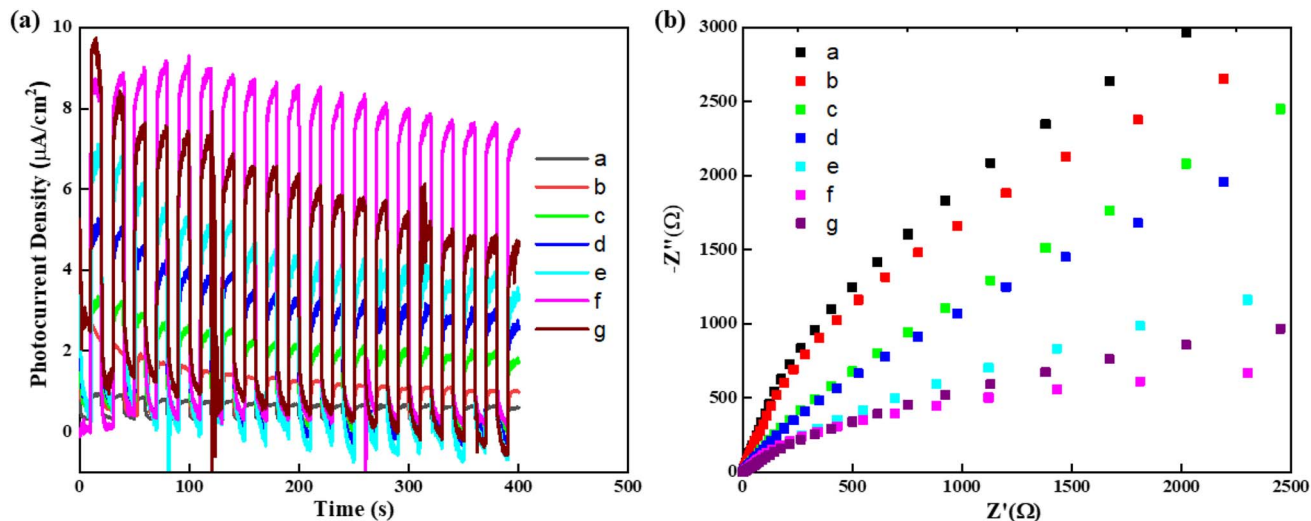 (a)
10
8
6
4
2
0
Photocurrent Density (μA/cm²)
0 100 200 300 400 500
Time (s)
a
b
c
d
e
f
g
(b)
3000
2500
2000
1500
1000
500
0
-Z''(Ω)
0 500 1000 1500 2000 2500
Z'(Ω)
a
b
c
d
e
f
g